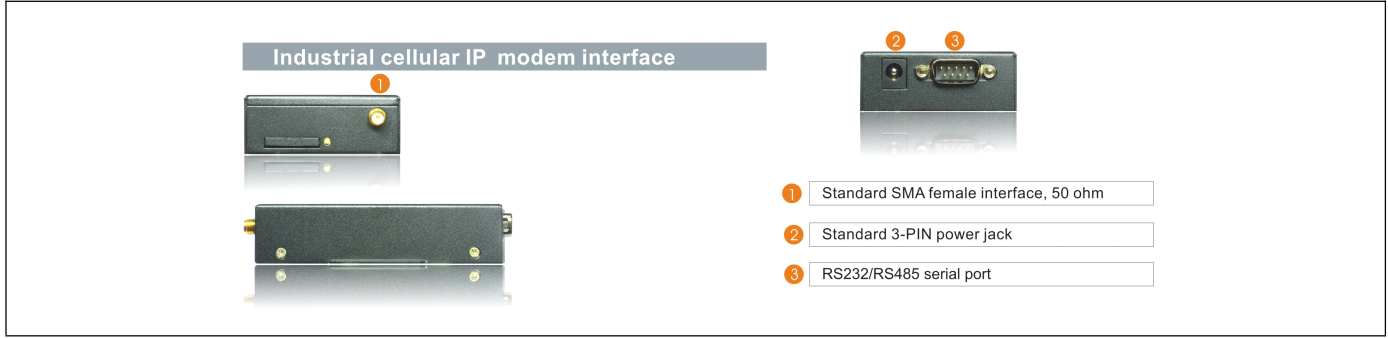 Industrial cellular IP modem interface
1
2 3
1 Standard SMA female interface, 50 ohm
2 Standard 3-PIN power jack
3 RS232/RS485 serial port